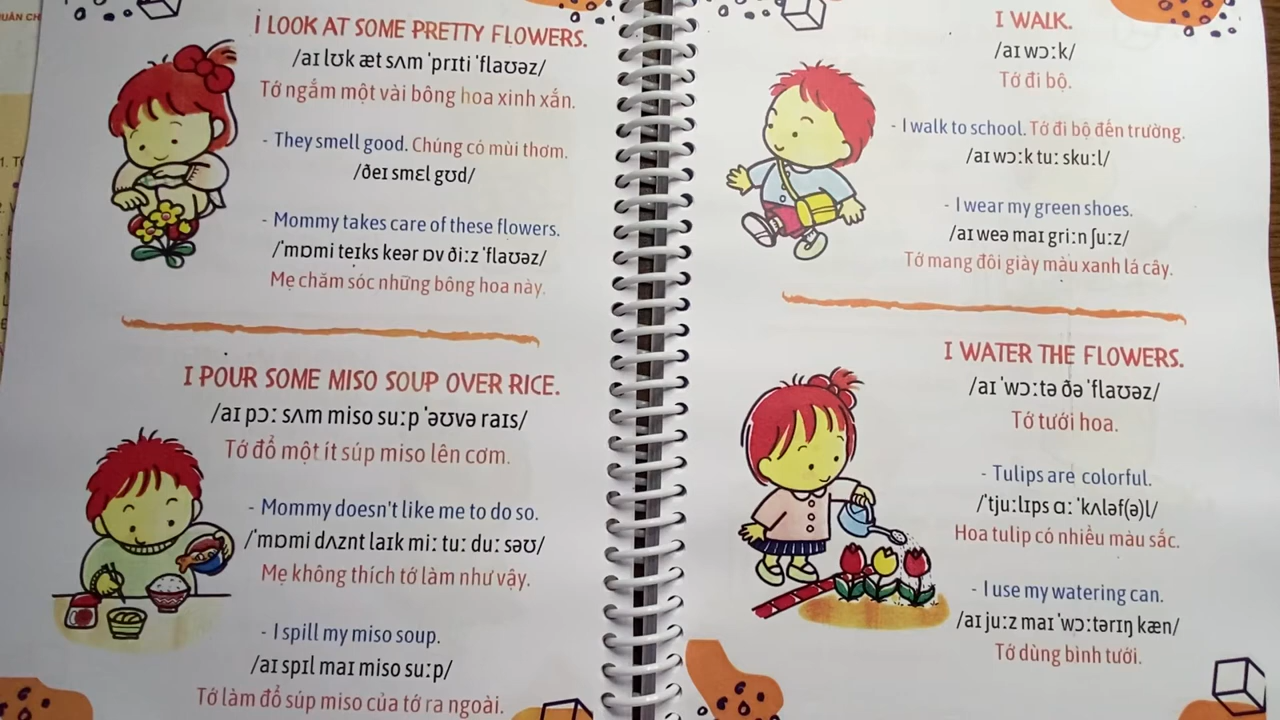 UÂN CH
I LOOK AT SOME PRETTY FLOWERS.
/aɪ lʊk æt sʌm ˈprɪti ˈflaʊəz/
Tớ ngắm một vài bông hoa xinh xắn.
- They smell good. Chúng có mùi thơm.
/ðeɪ smɛl gʊd/
- Mommy takes care of these flowers.
/ˈmɒmi teɪks keər ɒv ðiːz ˈflaʊəz/
Mẹ chăm sóc những bông hoa này.
I POUR SOME MISO SOUP OVER RICE.
/aɪ pɔː sʌm miso suːp ˈəʊvə raɪs/
Tớ đổ một ít súp miso lên cơm.
- Mommy doesn't like me to do so.
/ˈmɒmi dʌznt laɪk miː tuː duː səʊ/
Mẹ không thích tớ làm như vậy.
- I spill my miso soup.
/aɪ spɪl maɪ miso suːp/
Tớ làm đổ súp miso của tớ ra ngoài.
I WALK.
/aɪ wɔːk/
Tớ đi bộ.
- I walk to school. Tớ đi bộ đến trường.
/aɪ wɔːk tuː skuːl/
- I wear my green shoes.
/aɪ weə maɪ griːn ʃuːz/
Tớ mang đôi giày màu xanh lá cây.
I WATER THE FLOWERS.
/aɪ ˈwɔːtə ðə ˈflaʊəz/
Tớ tưới hoa.
- Tulips are colorful.
/ˈtjuːlɪps ɑː ˈkʌləf(ə)l/
Hoa tulip có nhiều màu sắc.
- I use my watering can.
/aɪ juːz maɪ ˈwɔːtərɪŋ kæn/
Tớ dùng bình tưới.